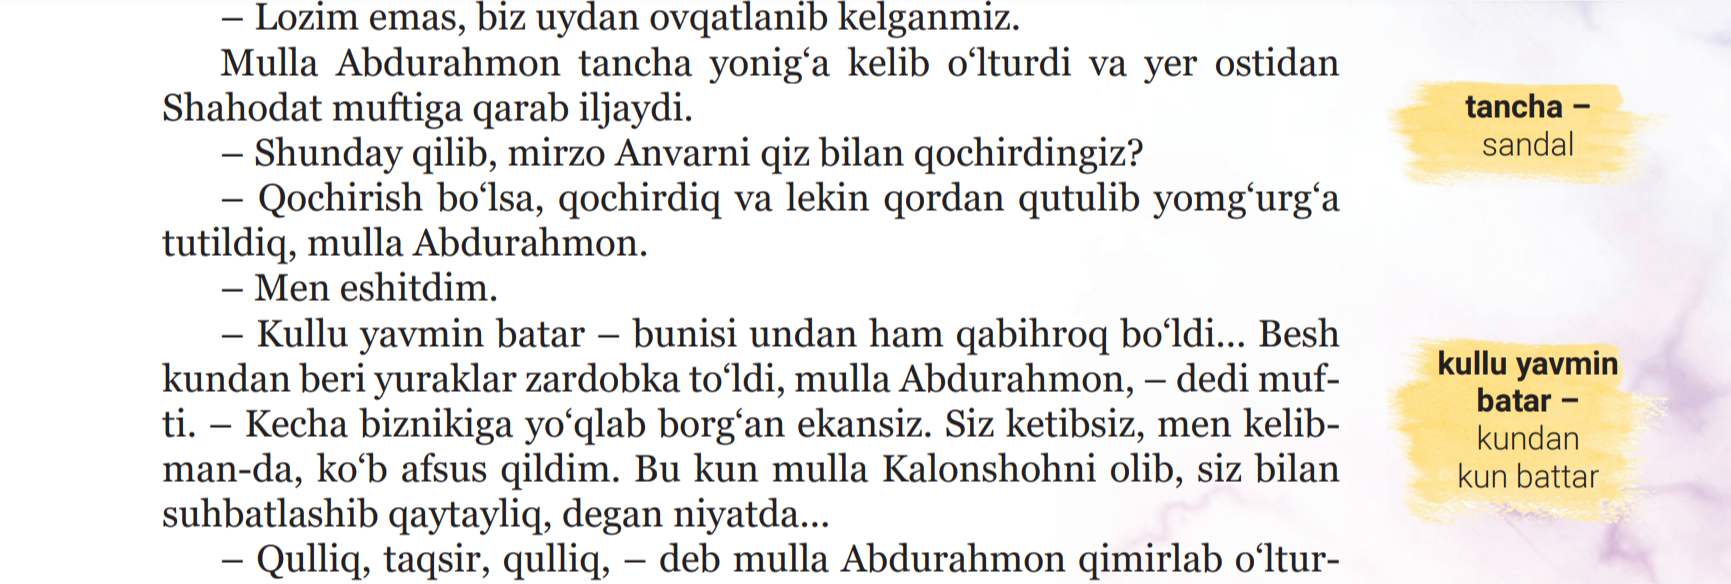 – Lozim emas, biz uydan ovqatlanib kelganmiz.
Mulla Abdurahmon tancha yonig‘a kelib o‘lturdi va yer ostidan
Shahodat muftiga qarab iljaydi.
– Shunday qilib, mirzo Anvarni qiz bilan qochirdingiz?
– Qochirish bo‘lsa, qochirdiq va lekin qordan qutulib yomg‘urg‘a
tutildiq, mulla Abdurahmon.
– Men eshitdim.
– Kullu yavmin batar – bunisi undan ham qabihroq bo‘ldi... Besh
kundan beri yuraklar zardobka to‘ldi, mulla Abdurahmon, – dedi muf-
ti. – Kecha biznikiga yo‘qlab borg‘an ekansiz. Siz ketibsiz, men kelib-
man-da, ko‘b afsus qildim. Bu kun mulla Kalonshohni olib, siz bilan
suhbatlashib qaytayliq, degan niyatda...
– Qulliq, taqsir, qulliq, – deb mulla Abdurahmon qimirlab o‘ltur-
tancha –
sandal
kullu yavmin
batar –
kundan
kun battar